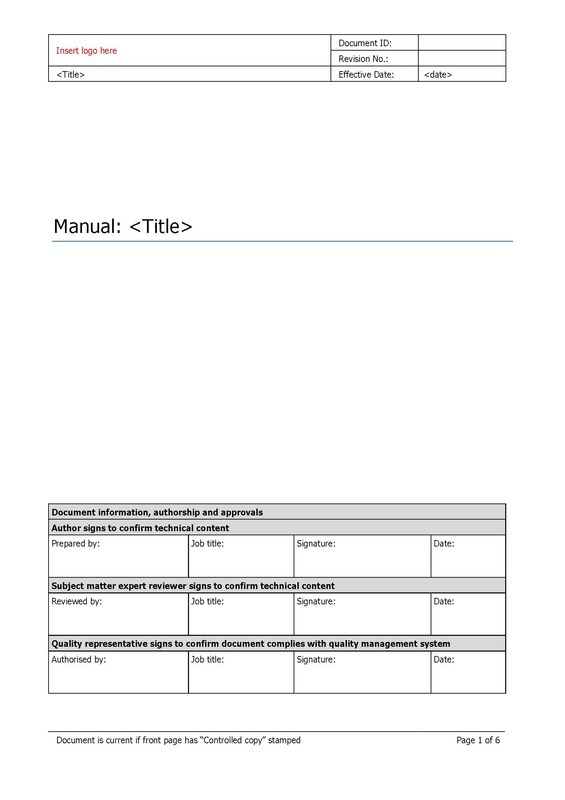 Insert logo here
Document ID:
Revision No.:
<Title>
Effective Date:
<date>
Manual: <Title>
Document information, authorship and approvals
Author signs to confirm technical content
Prepared by: Job title: Signature: Date:
Subject matter expert reviewer signs to confirm technical content
Reviewed by: Job title: Signature: Date:
Quality representative signs to confirm document complies with quality management system
Authorised by: Job title: Signature: Date:
Document is current if front page has “Controlled copy” stamped
Page 1 of 6